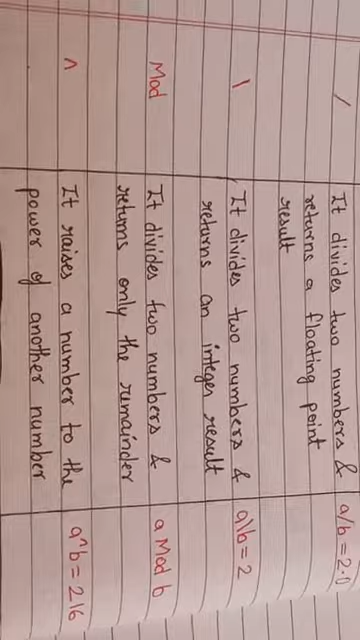 / It divides two numbers & a/b = 2.0
returns a floating point
result
\ It divides two numbers & a\b = 2
returns an integer result
Mod It divides two numbers & a Mod b
returns only the remainder
^ It raises a number to the a^b = 216
power of another number